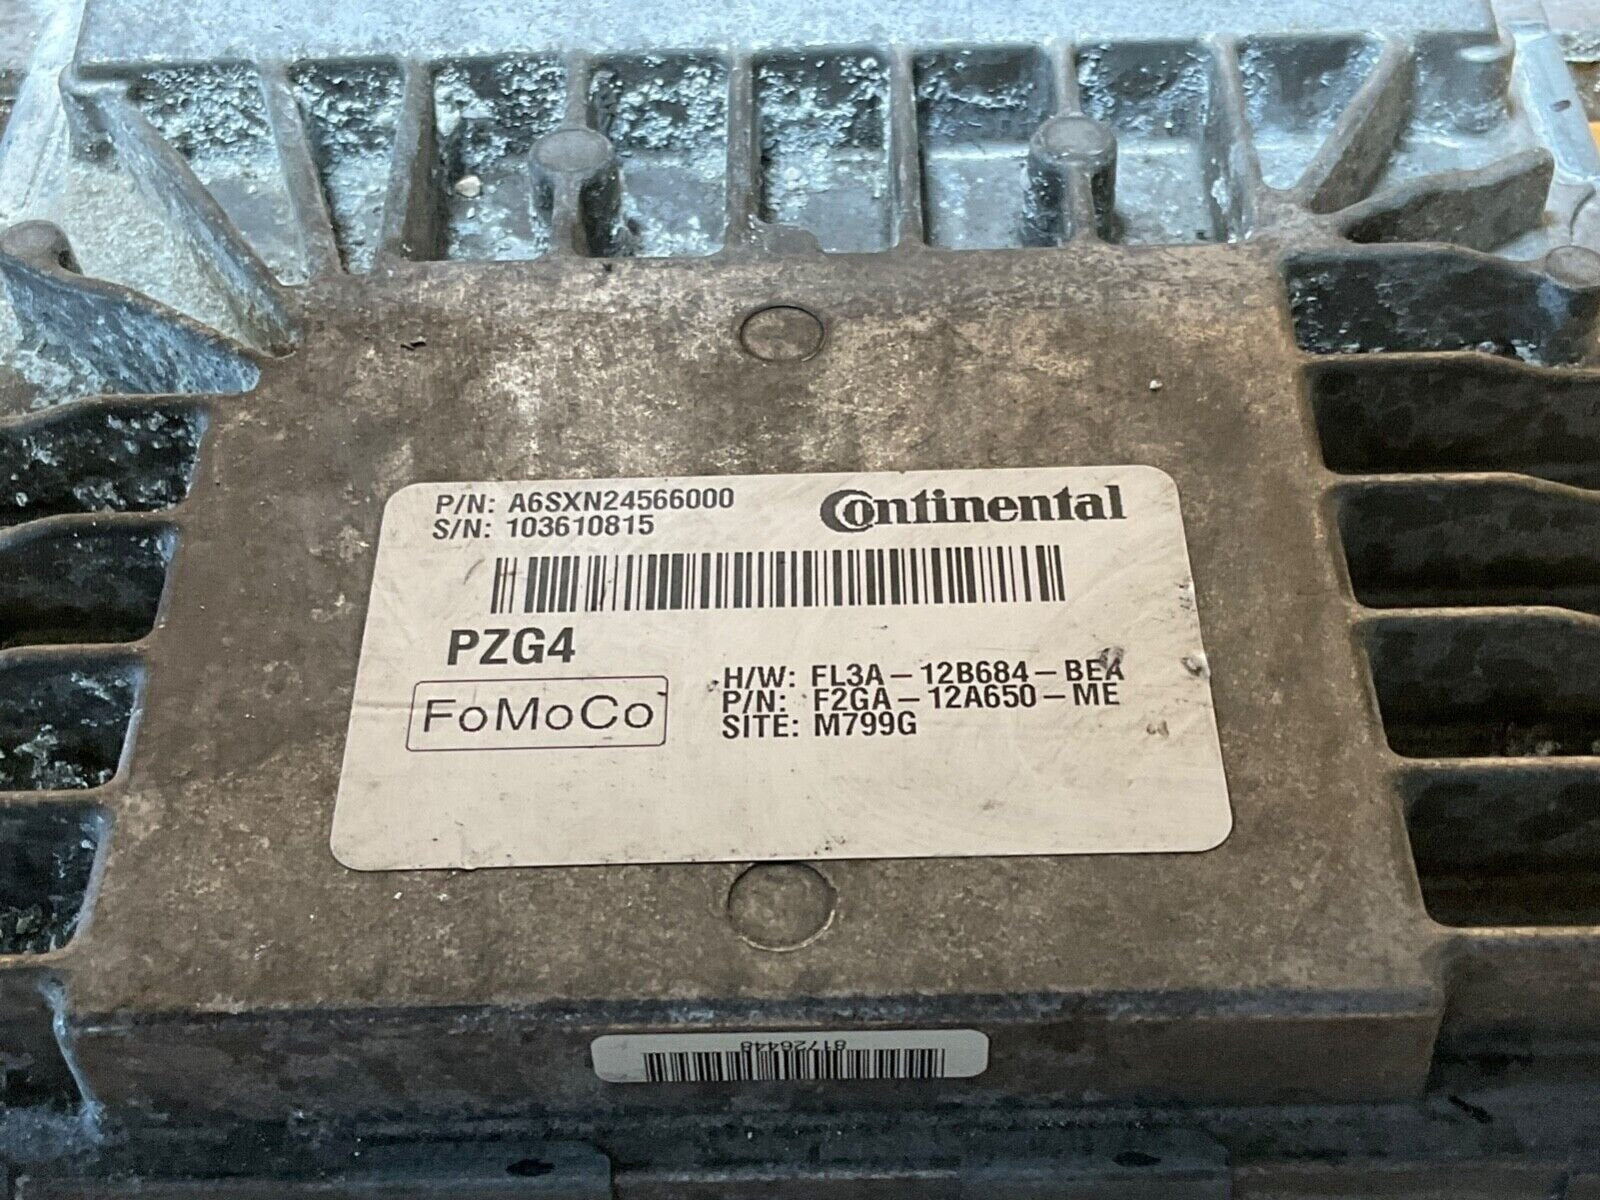 P/N: A6SXN24566000
S/N: 103610815
Continental
PZG4
FoMoCo
H/W: FL3A-12B684-BEA
P/N: F2GA-12A650-ME
SITE: M799G
81726448